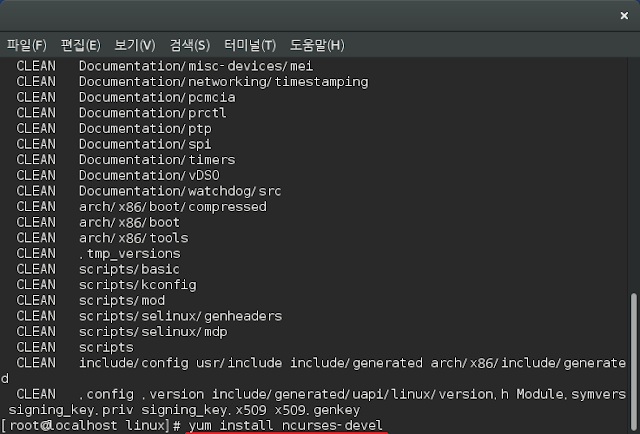 ×
파일(F) 편집(E) 보기(V) 검색(S) 터미널(T) 도움말(H)
CLEAN Documentation/misc-devices/mei
CLEAN Documentation/networking/timestamping
CLEAN Documentation/pcmcia
CLEAN Documentation/prctl
CLEAN Documentation/ptp
CLEAN Documentation/spi
CLEAN Documentation/timers
CLEAN Documentation/vDSO
CLEAN Documentation/watchdog/src
CLEAN arch/x86/boot/compressed
CLEAN arch/x86/boot
CLEAN arch/x86/tools
CLEAN .tmp_versions
CLEAN scripts/basic
CLEAN scripts/kconfig
CLEAN scripts/mod
CLEAN scripts/selinux/genheaders
CLEAN scripts/selinux/mdp
CLEAN scripts
CLEAN include/config usr/include include/generated arch/x86/include/generate
d
CLEAN .config .version include/generated/uapi/linux/version.h Module.symvers
signing_key.priv signing_key.x509 x509.genkey
[root@localhost linux]# yum install ncurses-devel